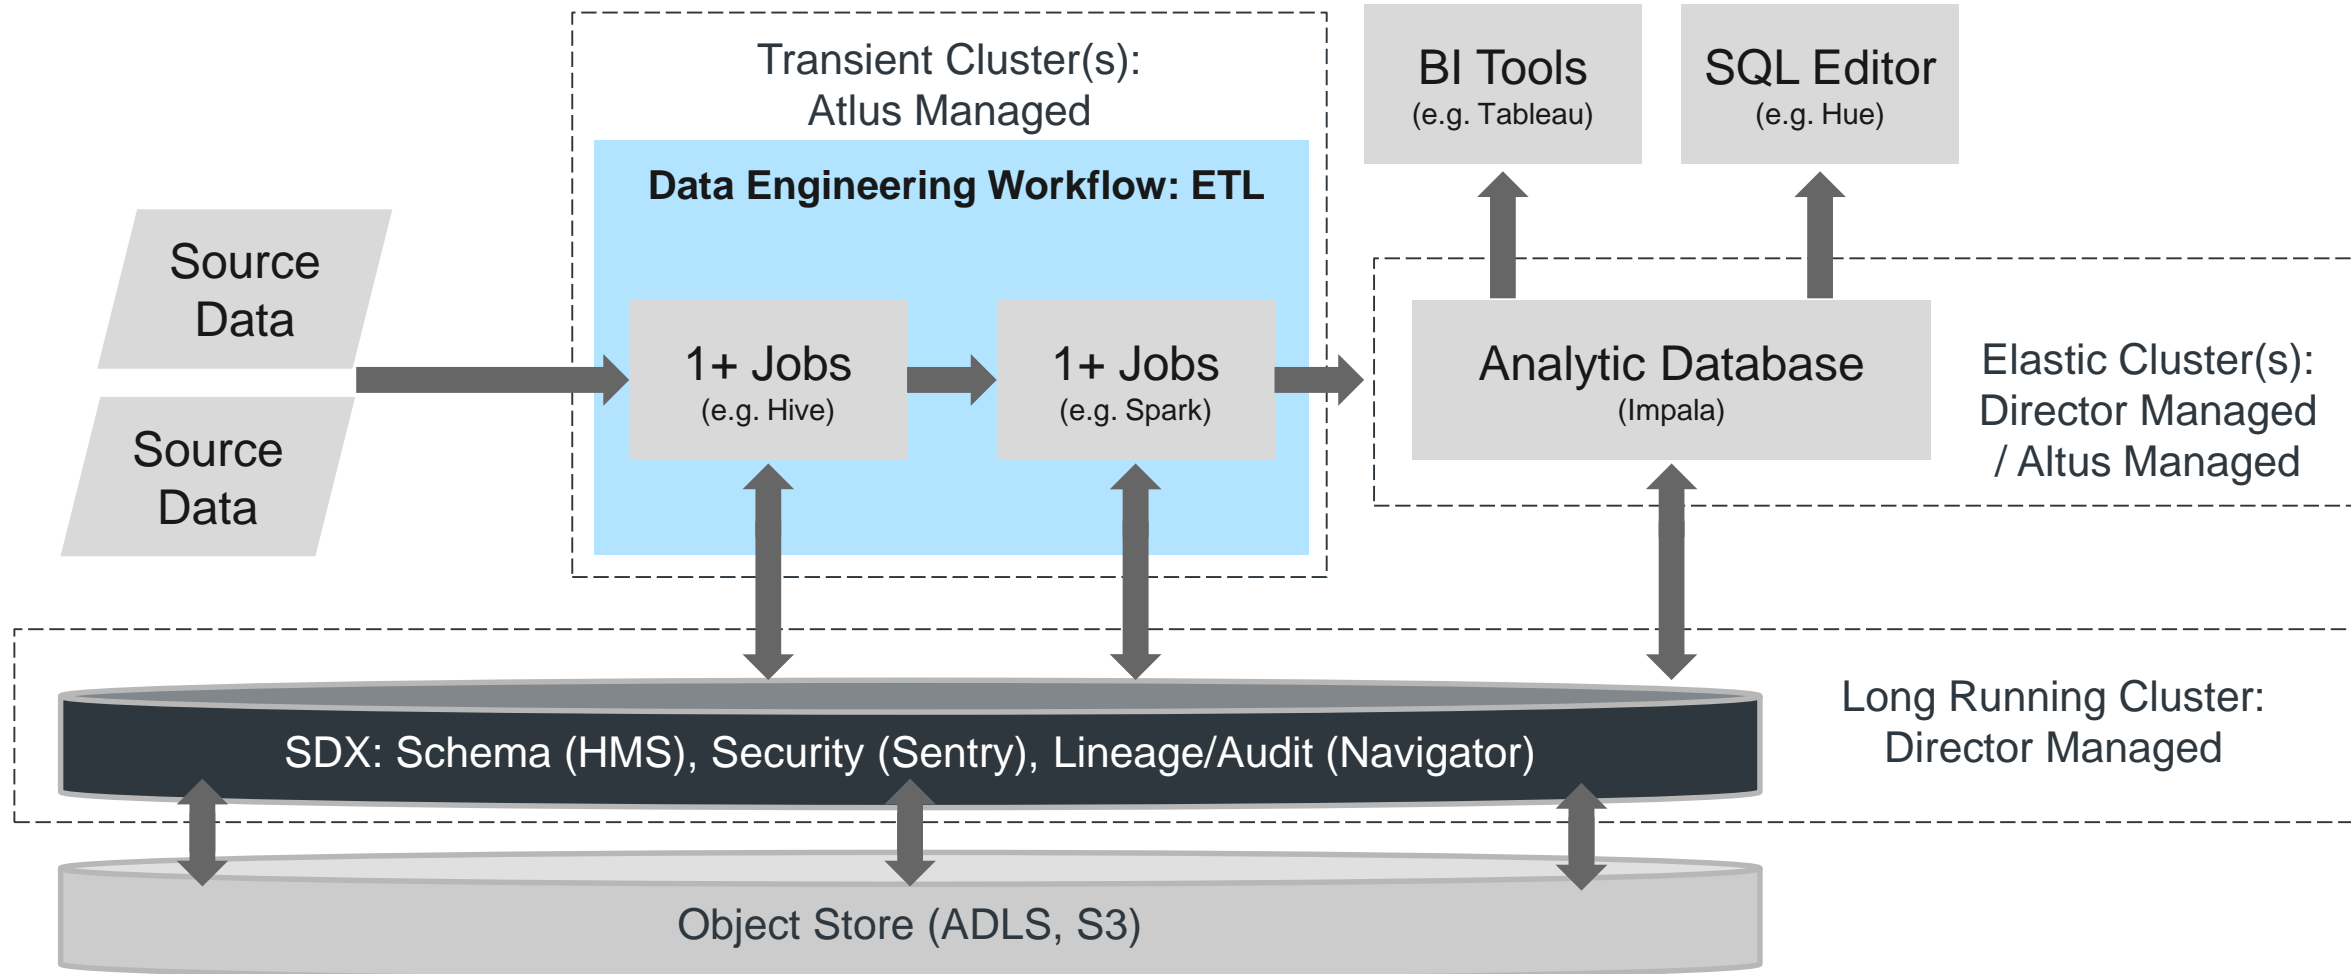 Transient Cluster(s):
Atlus Managed
Data Engineering Workflow: ETL
BI Tools
(e.g. Tableau)
SQL Editor
(e.g. Hue)
Source
Data
Source
Data
1+ Jobs
(e.g. Hive)
1+ Jobs
(e.g. Spark)
Analytic Database
(Impala)
Elastic Cluster(s):
Director Managed
/ Altus Managed
SDX: Schema (HMS), Security (Sentry), Lineage/Audit (Navigator)
Long Running Cluster:
Director Managed
Object Store (ADLS, S3)